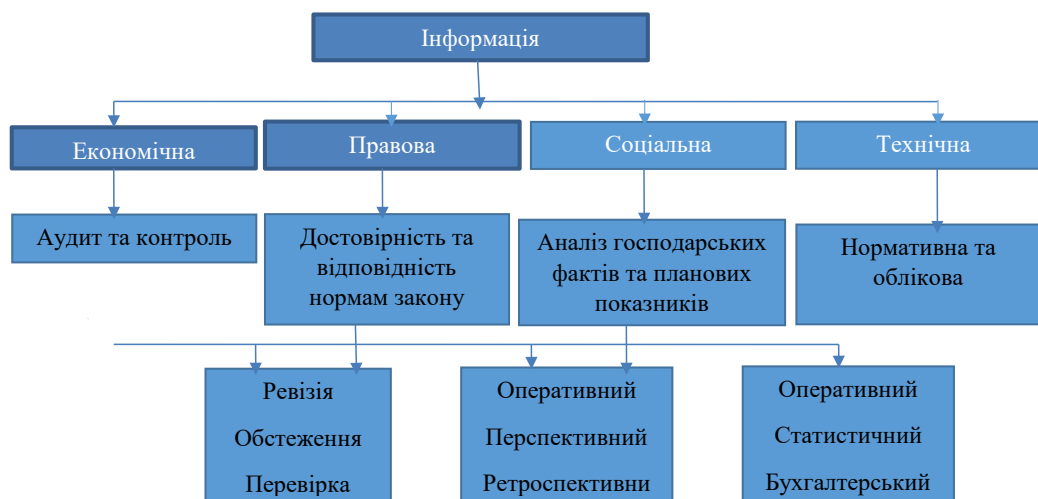 Інформація
Економічна
Правова
Соціальна
Технічна
Аудит та контроль
Достовірність та
відповідність
нормам закону
Аналіз господарських
фактів та планових
показників
Нормативна та
облікова
Ревізія
Обстеження
Перевірка
Оперативний
Перспективний
Ретроспективни
Оперативний
Статистичний
Бухгалтерський